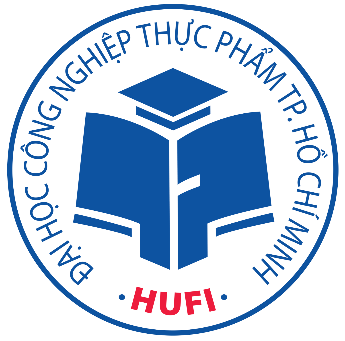 ĐẠI HỌC CÔNG NGHIỆP THỰC PHẨM TP. HỒ CHÍ MINH
• HUFI •